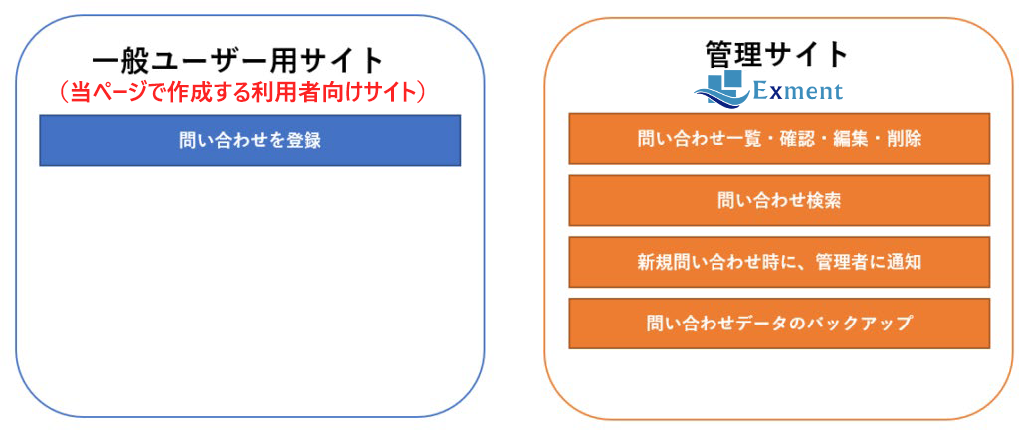 一般ユーザー用サイト
（当ページで作成する利用者向けサイト）
問い合わせを登録
管理サイト
Exment
問い合わせ一覧・確認・編集・削除
問い合わせ検索
新規問い合わせ時に、管理者に通知
問い合わせデータのバックアップ